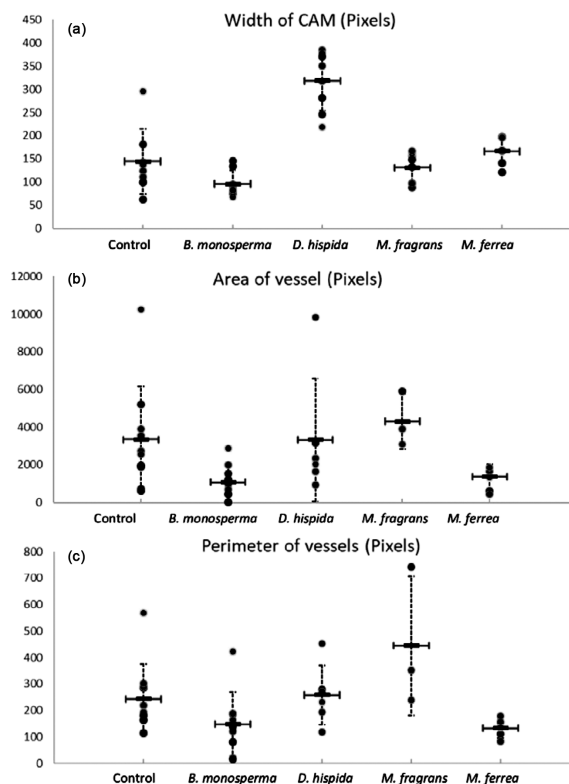 (a)
Width of CAM (Pixels)
450
400
350
300
250
200
150
100
50
0
Control B. monosperma D. hispida M. fragrans M. ferrea
(b)
Area of vessel (Pixels)
12000
10000
8000
6000
4000
2000
0
Control B. monosperma D. hispida M. fragrans M. ferrea
Perimeter of vessels (Pixels)
(c)
800
700
600
500
400
300
200
100
0
Control B. monosperma D. hispida M. fragrans M. ferrea